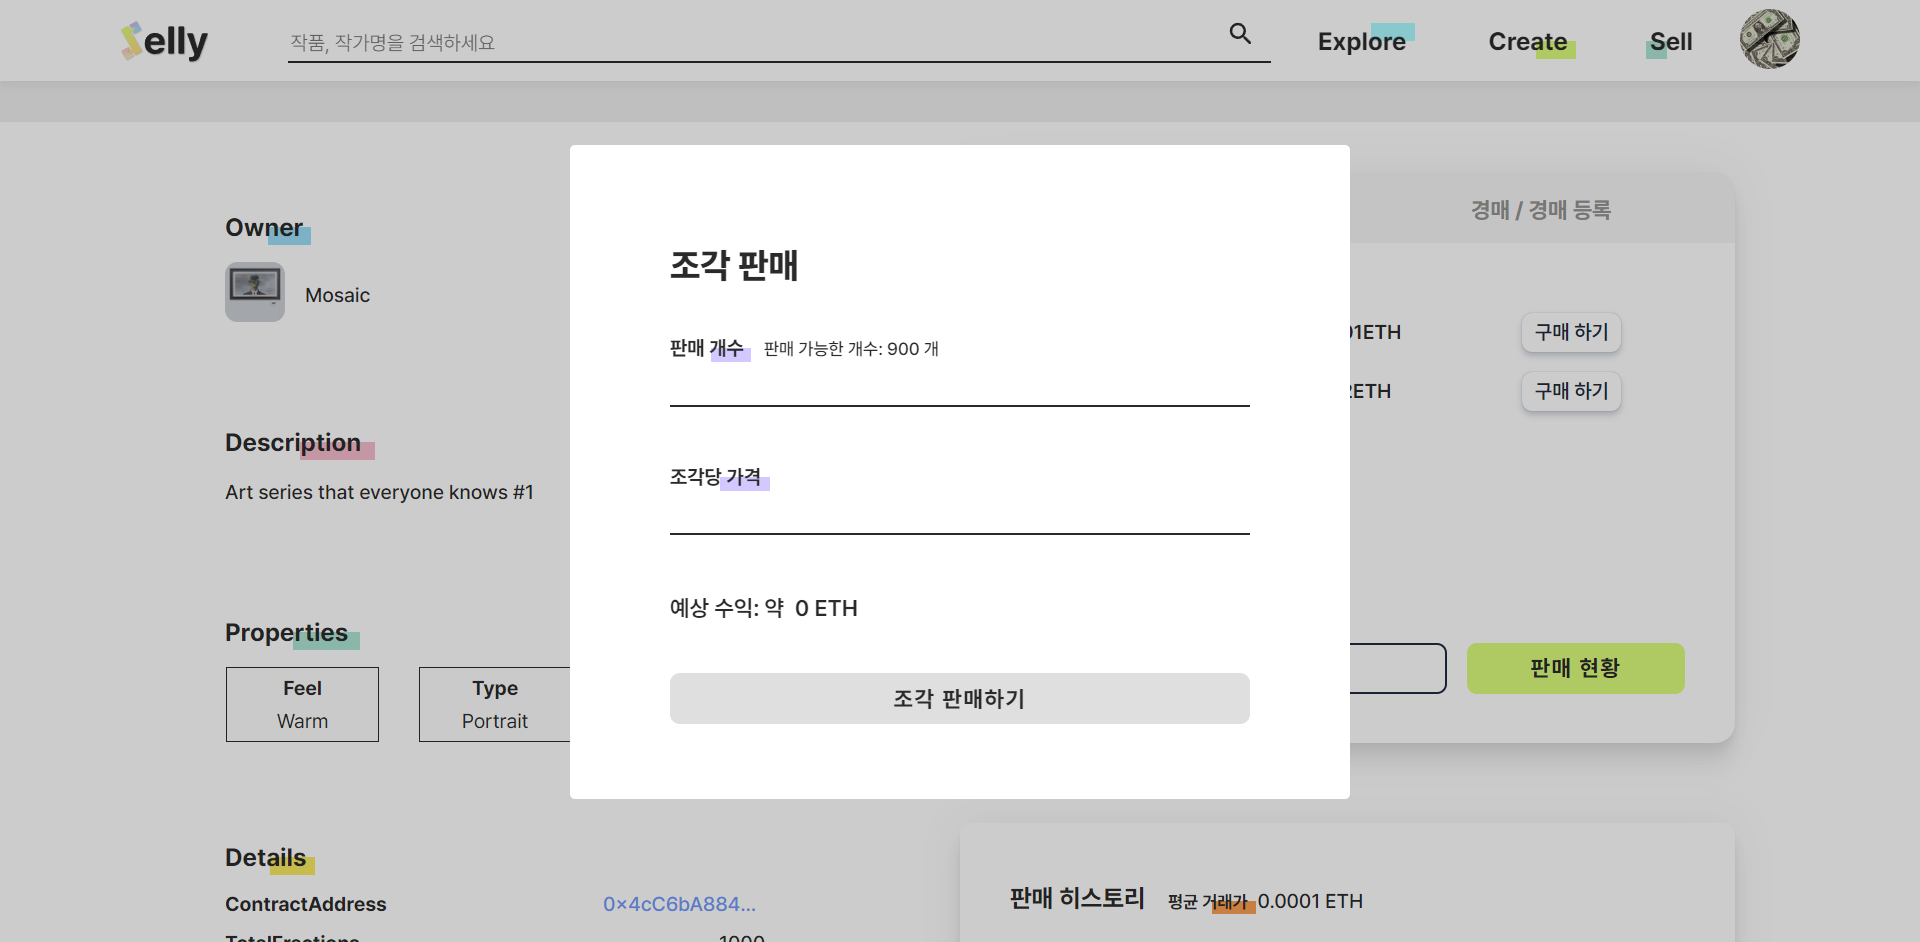 Selly
작품, 작가명을 검색하세요
Explore
Create
Sell
경매 / 경매 등록
Owner
Mosaic
조각 판매
판매 개수 판매 가능한 개수: 900 개
1ETH 구매 하기
ETH 구매 하기
Description
Art series that everyone knows #1
조각당 가격
예상 수익: 약 0 ETH
Properties
Feel
Warm
Type
Portrait
조각 판매하기
판매 현황
Details
ContractAddress 0x4cC6bA884...
TotalFractions 1000
판매 히스토리 평균 거래가 0.0001 ETH